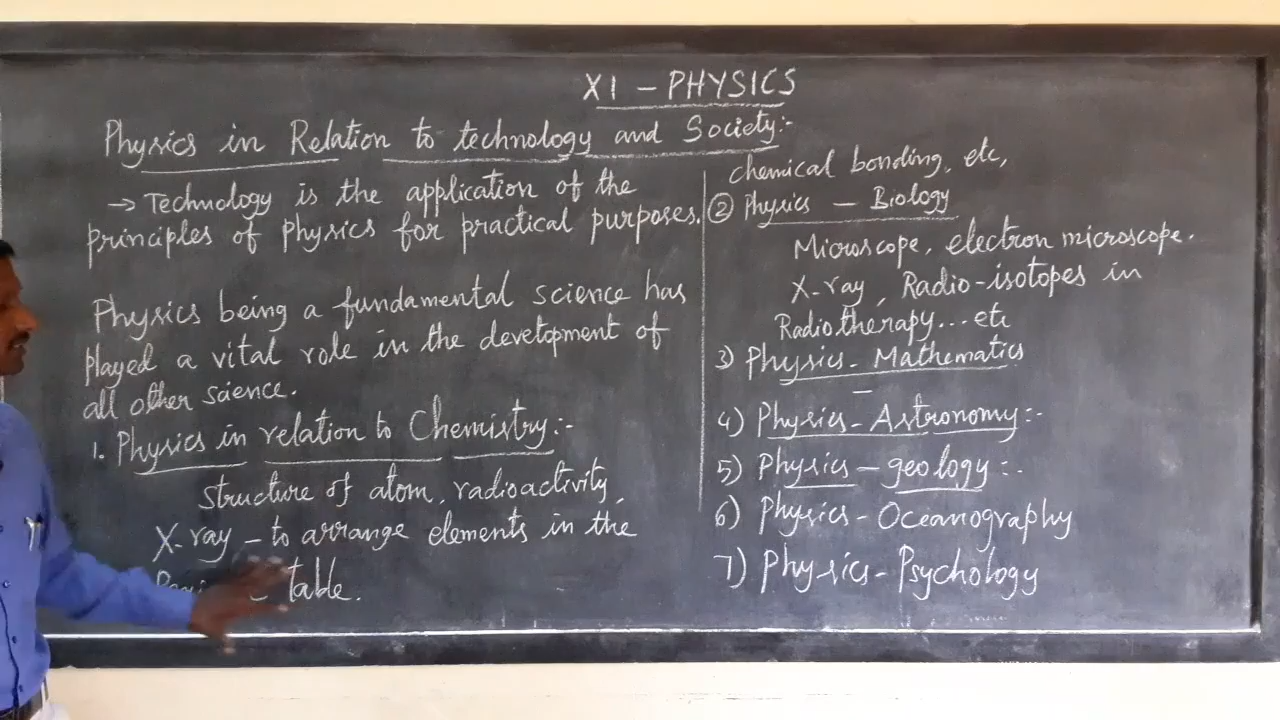 XI - PHYSICS
Physics in Relation to technology and Society:-
→ Technology is the application of the
principles of physics for practical purposes.
Physics being a fundamental science has
played a vital role in the development of
all other science.
1. Physics in relation to Chemistry:-
Structure of atom, radioactivity,
X-ray - to arrange elements in the
table.
chemical bonding, etc,
② Physics - Biology
Microscope, electron microscope.
X-ray, Radio-isotopes in
Radiotherapy...etc
3) Physics - Mathematics
4) Physics - Astronomy:-
5) Physics - geology:-
6) Physics - Oceanography
7) Physics - Psychology